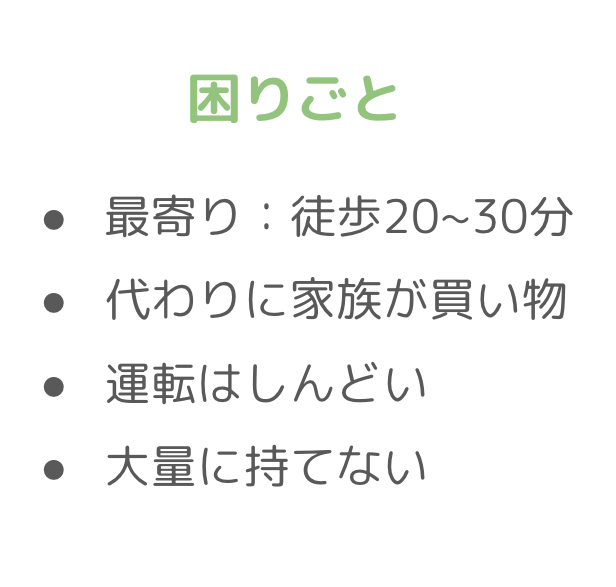 困りごと
● 最寄り：徒歩20~30分
● 代わりに家族が買い物
● 運転はしんどい
● 大量に持てない